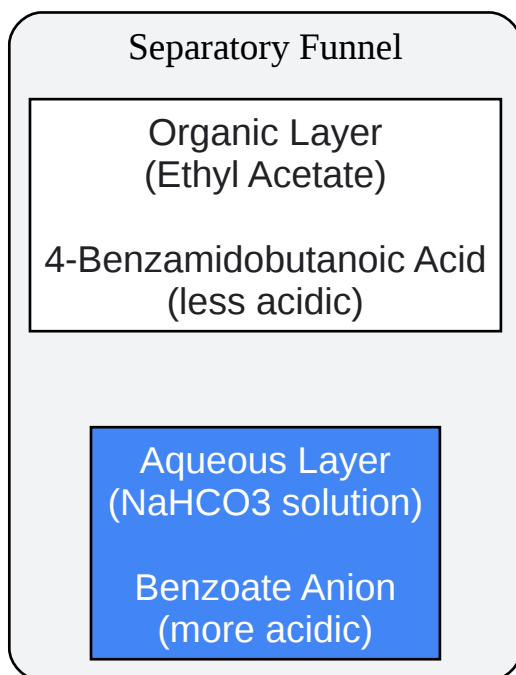 Separatory Funnel
Organic Layer
(Ethyl Acetate)
4-Benzamidobutanoic Acid
(less acidic)
Aqueous Layer
(NaHCO3 solution)
Benzoate Anion
(more acidic)